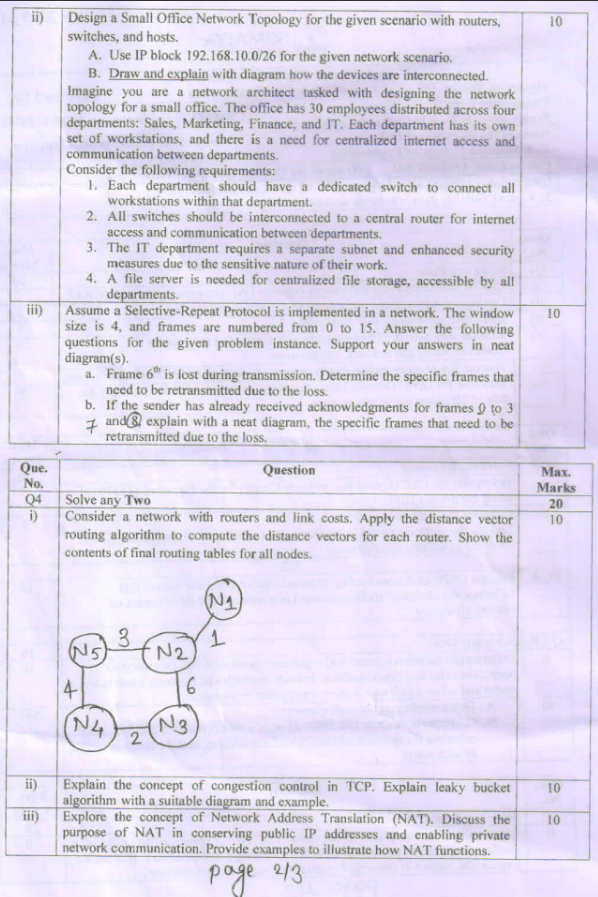 ii) Design a Small Office Network Topology for the given scenario with routers, 10
switches, and hosts.
A. Use IP block 192.168.10.0/26 for the given network scenario.
B. Draw and explain with diagram how the devices are interconnected.
Imagine you are a network architect tasked with designing the network
topology for a small office. The office has 30 employees distributed across four
departments: Sales, Marketing, Finance, and IT. Each department has its own
set of workstations, and there is a need for centralized internet access and
communication between departments.
Consider the following requirements:
1. Each department should have a dedicated switch to connect all
workstations within that department.
2. All switches should be interconnected to a central router for internet
access and communication between departments.
3. The IT department requires a separate subnet and enhanced security
measures due to the sensitive nature of their work.
4. A file server is needed for centralized file storage, accessible by all
departments.
iii) Assume a Selective-Repeat Protocol is implemented in a network. The window 10
size is 4, and frames are numbered from 0 to 15. Answer the following
questions for the given problem instance. Support your answers in neat
diagram(s).
a. Frame 6th is lost during transmission. Determine the specific frames that
need to be retransmitted due to the loss.
b. If the sender has already received acknowledgments for frames 0 to 3
7 and 8, explain with a neat diagram, the specific frames that need to be
retransmitted due to the loss.
Que. No. Question Max. Marks
Q4 Solve any Two 20
i) Consider a network with routers and link costs. Apply the distance vector 10
routing algorithm to compute the distance vectors for each router. Show the
contents of final routing tables for all nodes.
N1
N5 3 N2 1
4 6
N4 2 N3
ii) Explain the concept of congestion control in TCP. Explain leaky bucket 10
algorithm with a suitable diagram and example.
iii) Explore the concept of Network Address Translation (NAT). Discuss the 10
purpose of NAT in conserving public IP addresses and enabling private
network communication. Provide examples to illustrate how NAT functions.
page 2/3